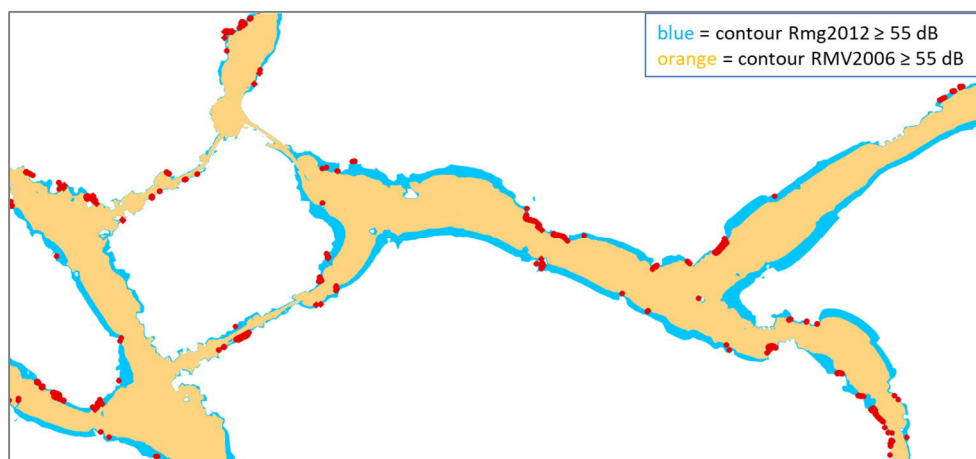 blue = contour Rmg2012 ≥ 55 dB
orange = contour RMV2006 ≥ 55 dB